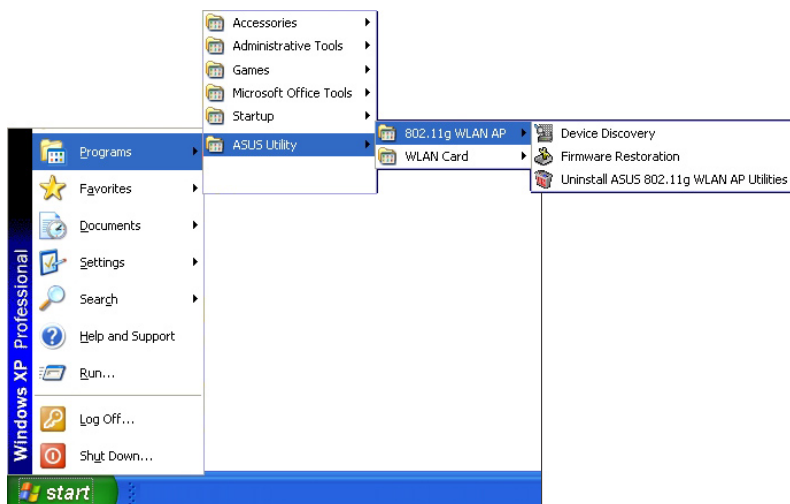 Accessories
Administrative Tools
Games
Microsoft Office Tools
Startup
ASUS Utility
802.11g WLAN AP
WLAN Card
Device Discovery
Firmware Restoration
Uninstall ASUS 802.11g WLAN AP Utilities
Programs
Favorites
Documents
Settings
Search
Help and Support
Run...
Log Off...
Shut Down...
Windows XP Professional
start